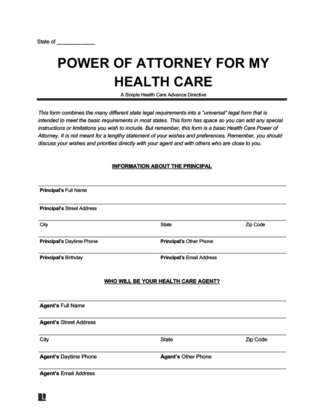 State of ____________
POWER OF ATTORNEY FOR MY
HEALTH CARE
A Simple Health Care Advance Directive
This form combines the many different state legal requirements into a "universal" legal form that is
intended to meet the basic requirements in most states. This form has space so you can add any special
instructions or limitations you wish to include. But remember, this form is a basic Health Care Power of
Attorney. It is not meant for a lengthy statement of your wishes and preferences. Remember, you should
discuss your wishes and priorities directly with your agent and with others who are close to you.
INFORMATION ABOUT THE PRINCIPAL
Principal's Full Name
Principal's Street Address
City State Zip Code
Principal's Daytime Phone Principal's Other Phone
Principal's Birthday Principal's Email Address
WHO WILL BE YOUR HEALTH CARE AGENT?
Agent's Full Name
Agent's Street Address
City State Zip Code
Agent's Daytime Phone Agent's Other Phone
Agent's Email Address